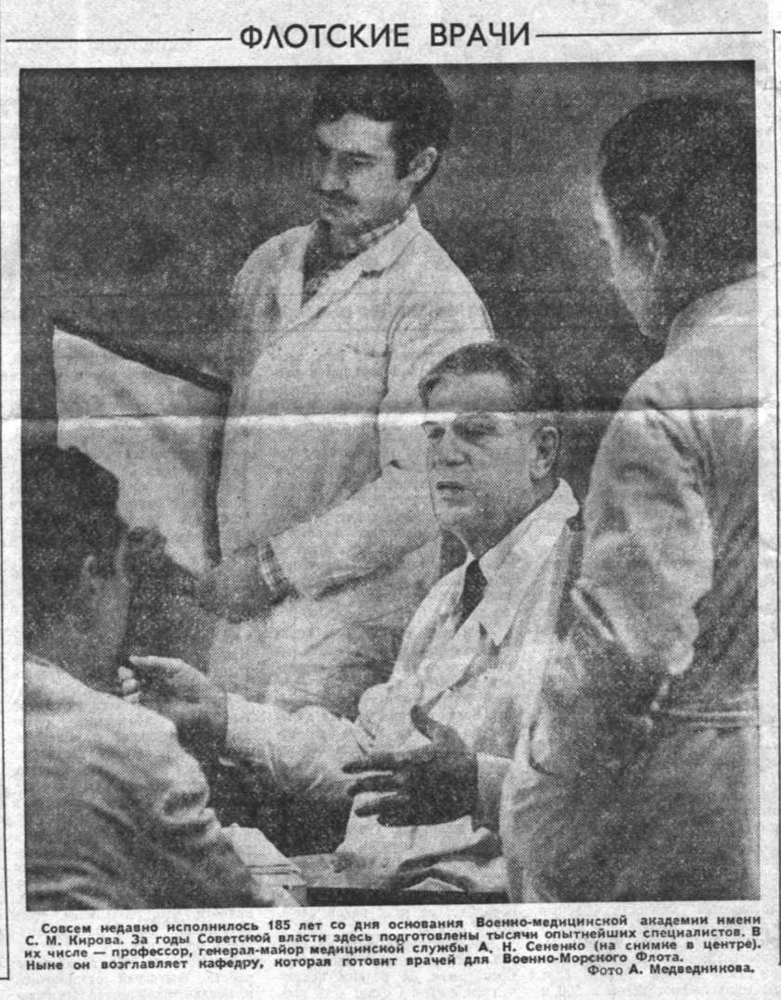 ФЛОТСКИЕ ВРАЧИ
Совсем недавно исполнилось 185 лет со дня основания Военно-медицинской академии имени
С. М. Кирова. За годы Советской власти здесь подготовлены тысячи опытнейших специалистов. В
их числе — профессор, генерал-майор медицинской службы А. Н. Сененко (на снимке в центре).
Ныне он возглавляет кафедру, которая готовит врачей для Военно-Морского Флота.
Фото А. Медведникова.